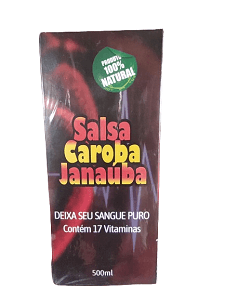 PRODUTO
100%
NATURAL
Salsa
Caroba
Janaúba
DEIXA SEU SANGUE PURO
Contém 17 Vitaminas
500ml